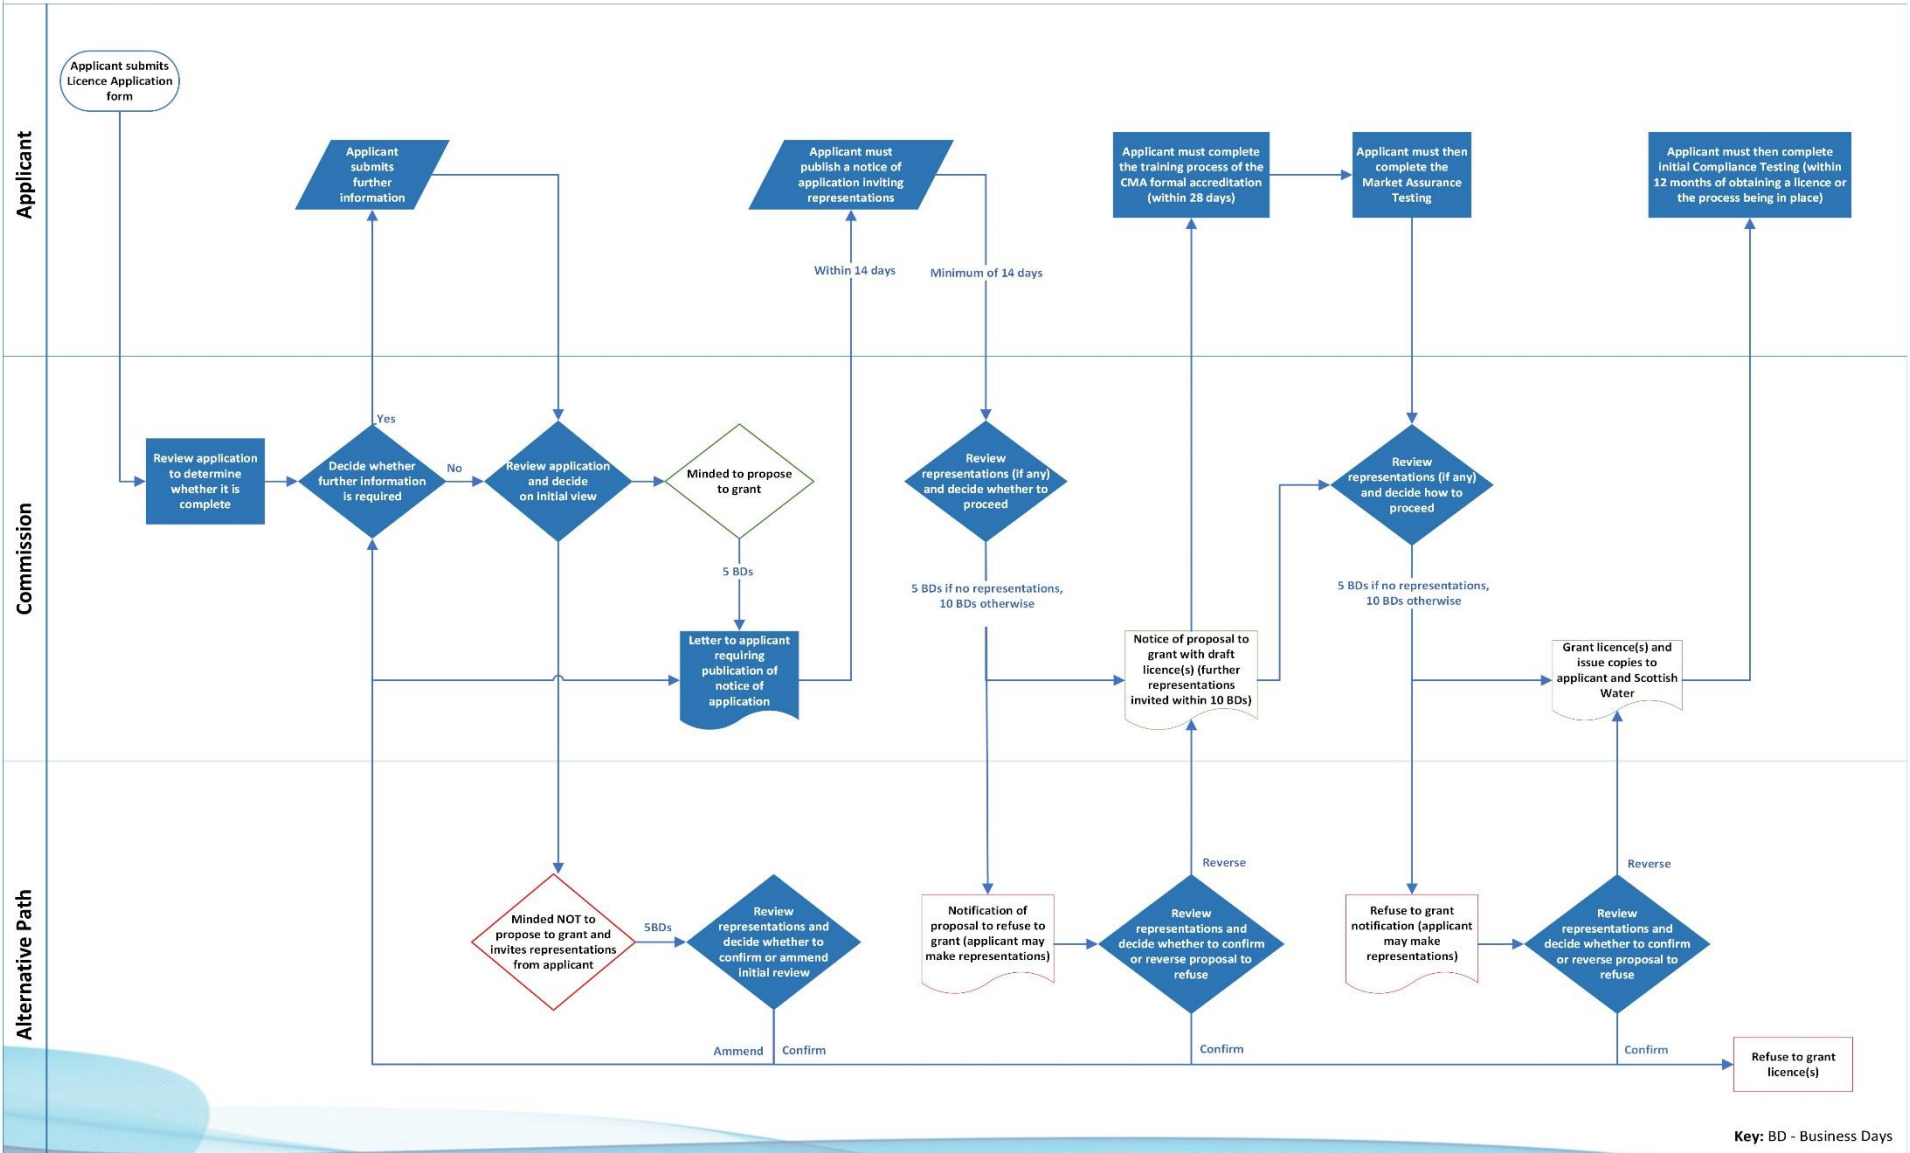 Applicant
Applicant submits
Licence Application
form
Applicant
submits
further
information
Applicant must
publish a notice of
application inviting
representations
Applicant must complete
the training process of the
CMA formal accreditation
(within 28 days)
Applicant must then
complete the
Market Assurance
Testing
Applicant must then complete
Initial Compliance Testing (within
12 months of obtaining a licence or
the process being in place)
Within 14 days
Minimum of 14 days
Commission
Review application
to determine
whether it is
complete
Yes
Decide whether
further information
is required
No
Review application
and decide
on initial view
Minded to propose
to grant
5 BDs
Letter to applicant
requiring
publication of
notice of
application
Review
representations (if any)
and decide whether to
proceed
5 BDs if no representations,
10 BDs otherwise
Notice of proposal to
grant with draft
licence(s) (further
representations
invited within 10 BDs)
Review
representations (if any)
and decide how to
proceed
5 BDs if no representations,
10 BDs otherwise
Grant licence(s) and
issue copies to
applicant and Scottish
Water
Alternative Path
Minded NOT to
propose to grant and
invites representations
from applicant
5BDs
Review
representations and
decide whether to
confirm or ammend
initial review
Ammend
Confirm
Notification of
proposal to refuse to
grant (applicant may
make representations)
Reverse
Review
representations and
decide whether to confirm
or reverse proposal to
refuse
Confirm
Refuse to grant
notification (applicant
may make
representations)
Reverse
Review
representations and
decide whether to confirm
or reverse proposal to
refuse
Confirm
Refuse to grant
licence(s)
Key: BD - Business Days